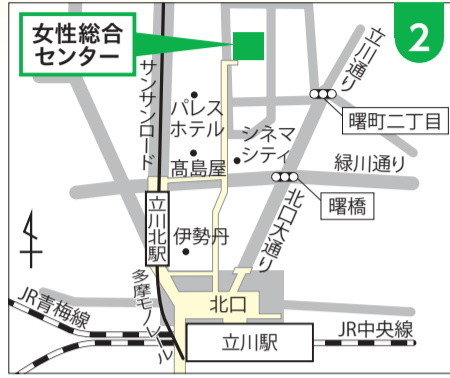 女性総合
センター
2
サンサンロード
立川通り
パレス
ホテル
シネマ
シティ
曙町二丁目
髙島屋
緑川通り
曙橋
立川北駅
伊勢丹
北口大通り
多摩モノレール
北口
JR青梅線
立川駅
JR中央線